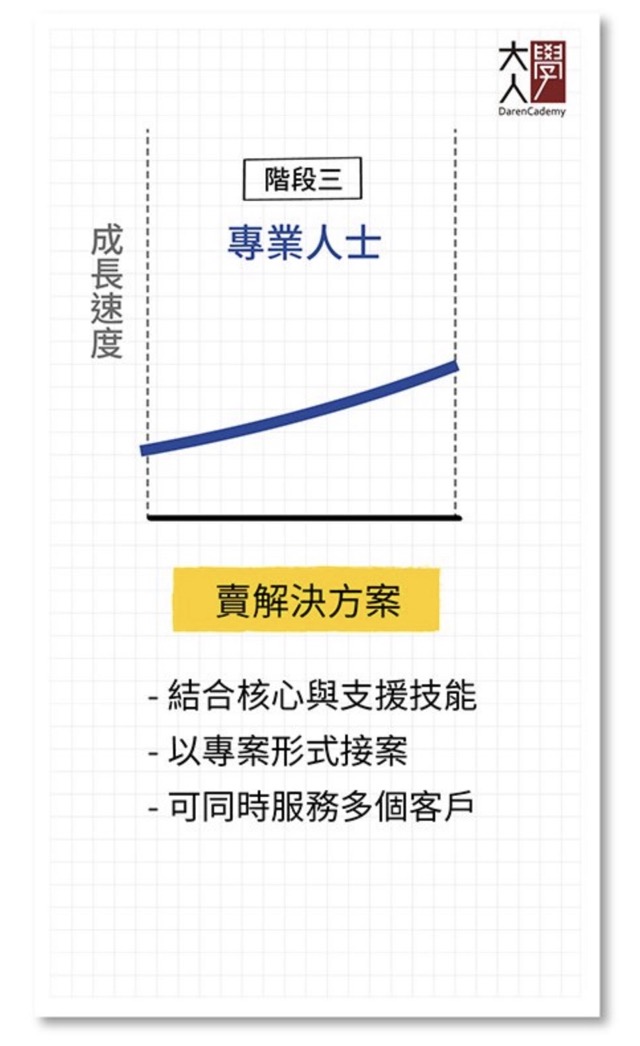 大人學
DarenCademy
階段三
專業人士
成長速度
賣解決方案
- 結合核心與支援技能
- 以專案形式接案
- 可同時服務多個客戶